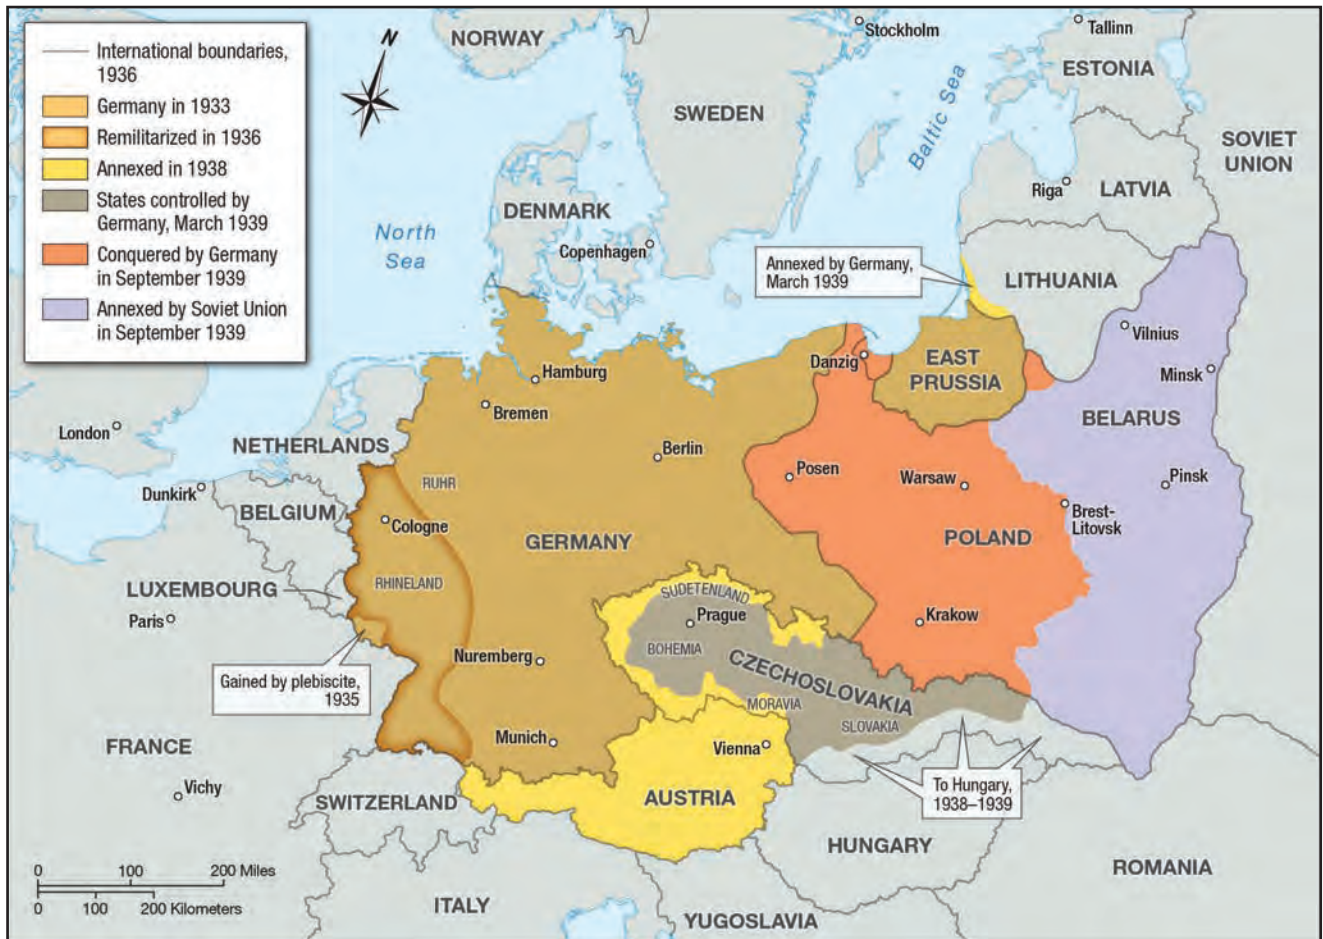 International boundaries,
1936
Germany in 1933
Remilitarized in 1936
Annexed in 1938
States controlled by
Germany, March 1939
Conquered by Germany
in September 1939
Annexed by Soviet Union
in September 1939
N
NORWAY
Stockholm
Tallinn
ESTONIA
SWEDEN
Baltic Sea
SOVIET
UNION
Riga
LATVIA
DENMARK
North
Sea
Copenhagen
Annexed by Germany,
March 1939
LITHUANIA
Vilnius
Danzig
EAST
PRUSSIA
Minsk
Hamburg
Bremen
BELARUS
London
NETHERLANDS
Berlin
Posen
Warsaw
Pinsk
RUHR
Dunkirk
BELGIUM
Cologne
Brest-
Litovsk
GERMANY
POLAND
LUXEMBOURG
RHINELAND
SUDETENLAND
Paris
Prague
Krakow
BOHEMIA
Nuremberg
CZECHOSLOVAKIA
Gained by plebiscite,
1935
MORAVIA
SLOVAKIA
FRANCE
Munich
Vienna
Vichy
SWITZERLAND
AUSTRIA
To Hungary,
1938–1939
HUNGARY
ROMANIA
0 100 200 Miles
0 100 200 Kilometers
ITALY
YUGOSLAVIA